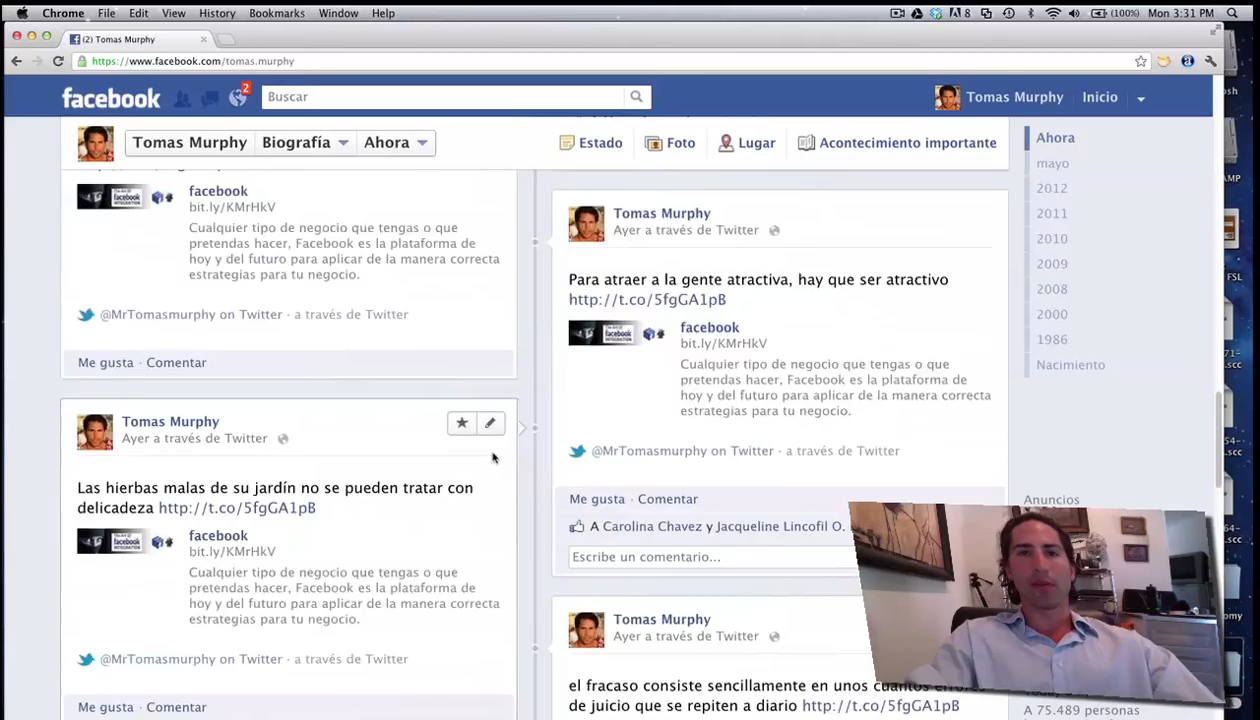 Chrome File Edit View History Bookmarks Window Help
8 (100%) Mon 3:31 PM
(2) Tomas Murphy
https://www.facebook.com/tomas.murphy
facebook 2 Buscar Tomas Murphy Inicio
Tomas Murphy Biografía Ahora Estado Foto Lugar Acontecimiento importante
facebook
bit.ly/KMrHkV
Cualquier tipo de negocio que tengas o que
pretendas hacer, Facebook es la plataforma de
hoy y del futuro para aplicar de la manera correcta
estrategias para tu negocio.
@MrTomasmurphy on Twitter · a través de Twitter
Me gusta · Comentar
Tomas Murphy
Ayer a través de Twitter
Las hierbas malas de su jardín no se pueden tratar con
delicadeza http://t.co/5fgGA1pB
facebook
bit.ly/KMrHkV
Cualquier tipo de negocio que tengas o que
pretendas hacer, Facebook es la plataforma de
hoy y del futuro para aplicar de la manera correcta
estrategias para tu negocio.
@MrTomasmurphy on Twitter · a través de Twitter
Me gusta · Comentar
Tomas Murphy
Ayer a través de Twitter
Para atraer a la gente atractiva, hay que ser atractivo
http://t.co/5fgGA1pB
facebook
bit.ly/KMrHkV
Cualquier tipo de negocio que tengas o que
pretendas hacer, Facebook es la plataforma de
hoy y del futuro para aplicar de la manera correcta
estrategias para tu negocio.
@MrTomasmurphy on Twitter · a través de Twitter
Me gusta · Comentar
A Carolina Chavez y Jacqueline Lincofil O.
Escribe un comentario...
Tomas Murphy
Ayer a través de Twitter
el fracaso consiste sencillamente en unos cuantos errores
de juicio que se repiten a diario http://t.co/5fgGA1pB
Ahora
mayo
2012
2011
2010
2009
2008
2000
1986
Nacimiento
Anuncios
A 75.489 personas